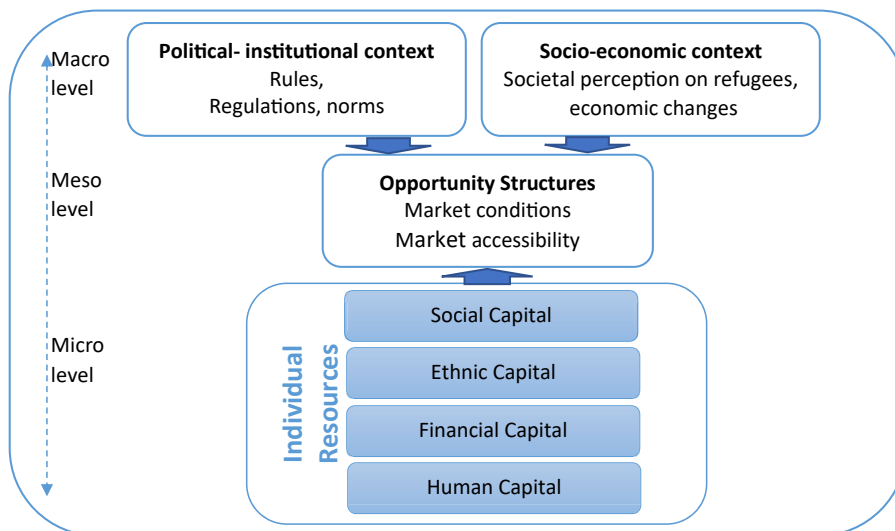 Macro
level
Political- institutional context
Rules,
Regulations, norms
Socio-economic context
Societal perception on refugees,
economic changes
Meso
level
Opportunity Structures
Market conditions
Market accessibility
Micro
level
Individual
Resources
Social Capital
Ethnic Capital
Financial Capital
Human Capital